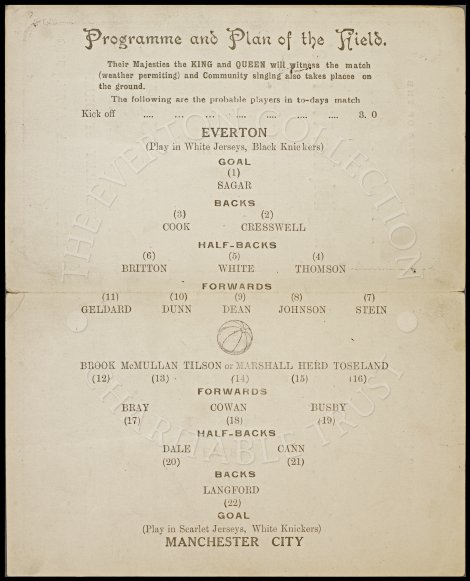 Programme and Plan of the Field.
Their Majesties the KING and QUEEN will witness the match
(weather permiting) and Community singing also takes placee on
the ground.
The following are the probable players in to-days match
Kick off .... .... ... .... .... .... .... 3. 0
EVERTON
(Play in White Jerseys, Black Knickers)
GOAL
(1)
SAGAR
BACKS
(3) (2)
COOK CRESSWELL
HALF-BACKS
(6) (5) (4)
BRITTON WHITE THOMSON
FORWARDS
(11) (10) (9) (8) (7)
GELDARD DUNN DEAN JOHNSON STEIN
BROOK McMULLAN TILSON or MARSHALL HERD TOSELAND
(12) (13) (14) (15) (16)
FORWARDS
BRAY COWAN BUSBY
(17) (18) (19)
HALF-BACKS
DALE CANN
(20) (21)
BACKS
LANGFORD
(22)
GOAL
(Play in Scarlet Jerseys, White Knickers)
MANCHESTER CITY
THE EVERTON COLLECTION
CHARITABLE TRUST